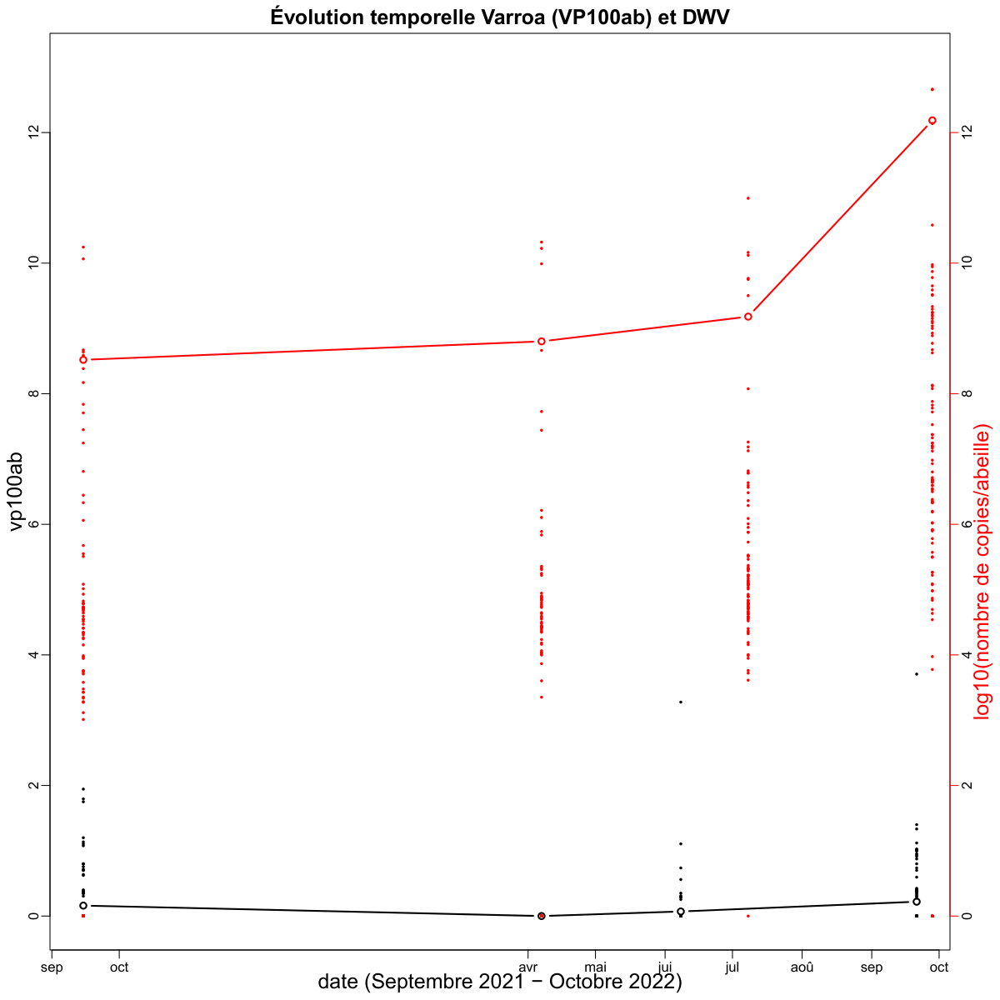 Évolution temporelle Varroa (VP100ab) et DWV
vp100ab
12
10
8
6
4
2
0
12
10
8
6
4
2
0
log10(nombre de copies/abeille)
sep oct avr mai jui jul aoû sep oct
date (Septembre 2021 − Octobre 2022)